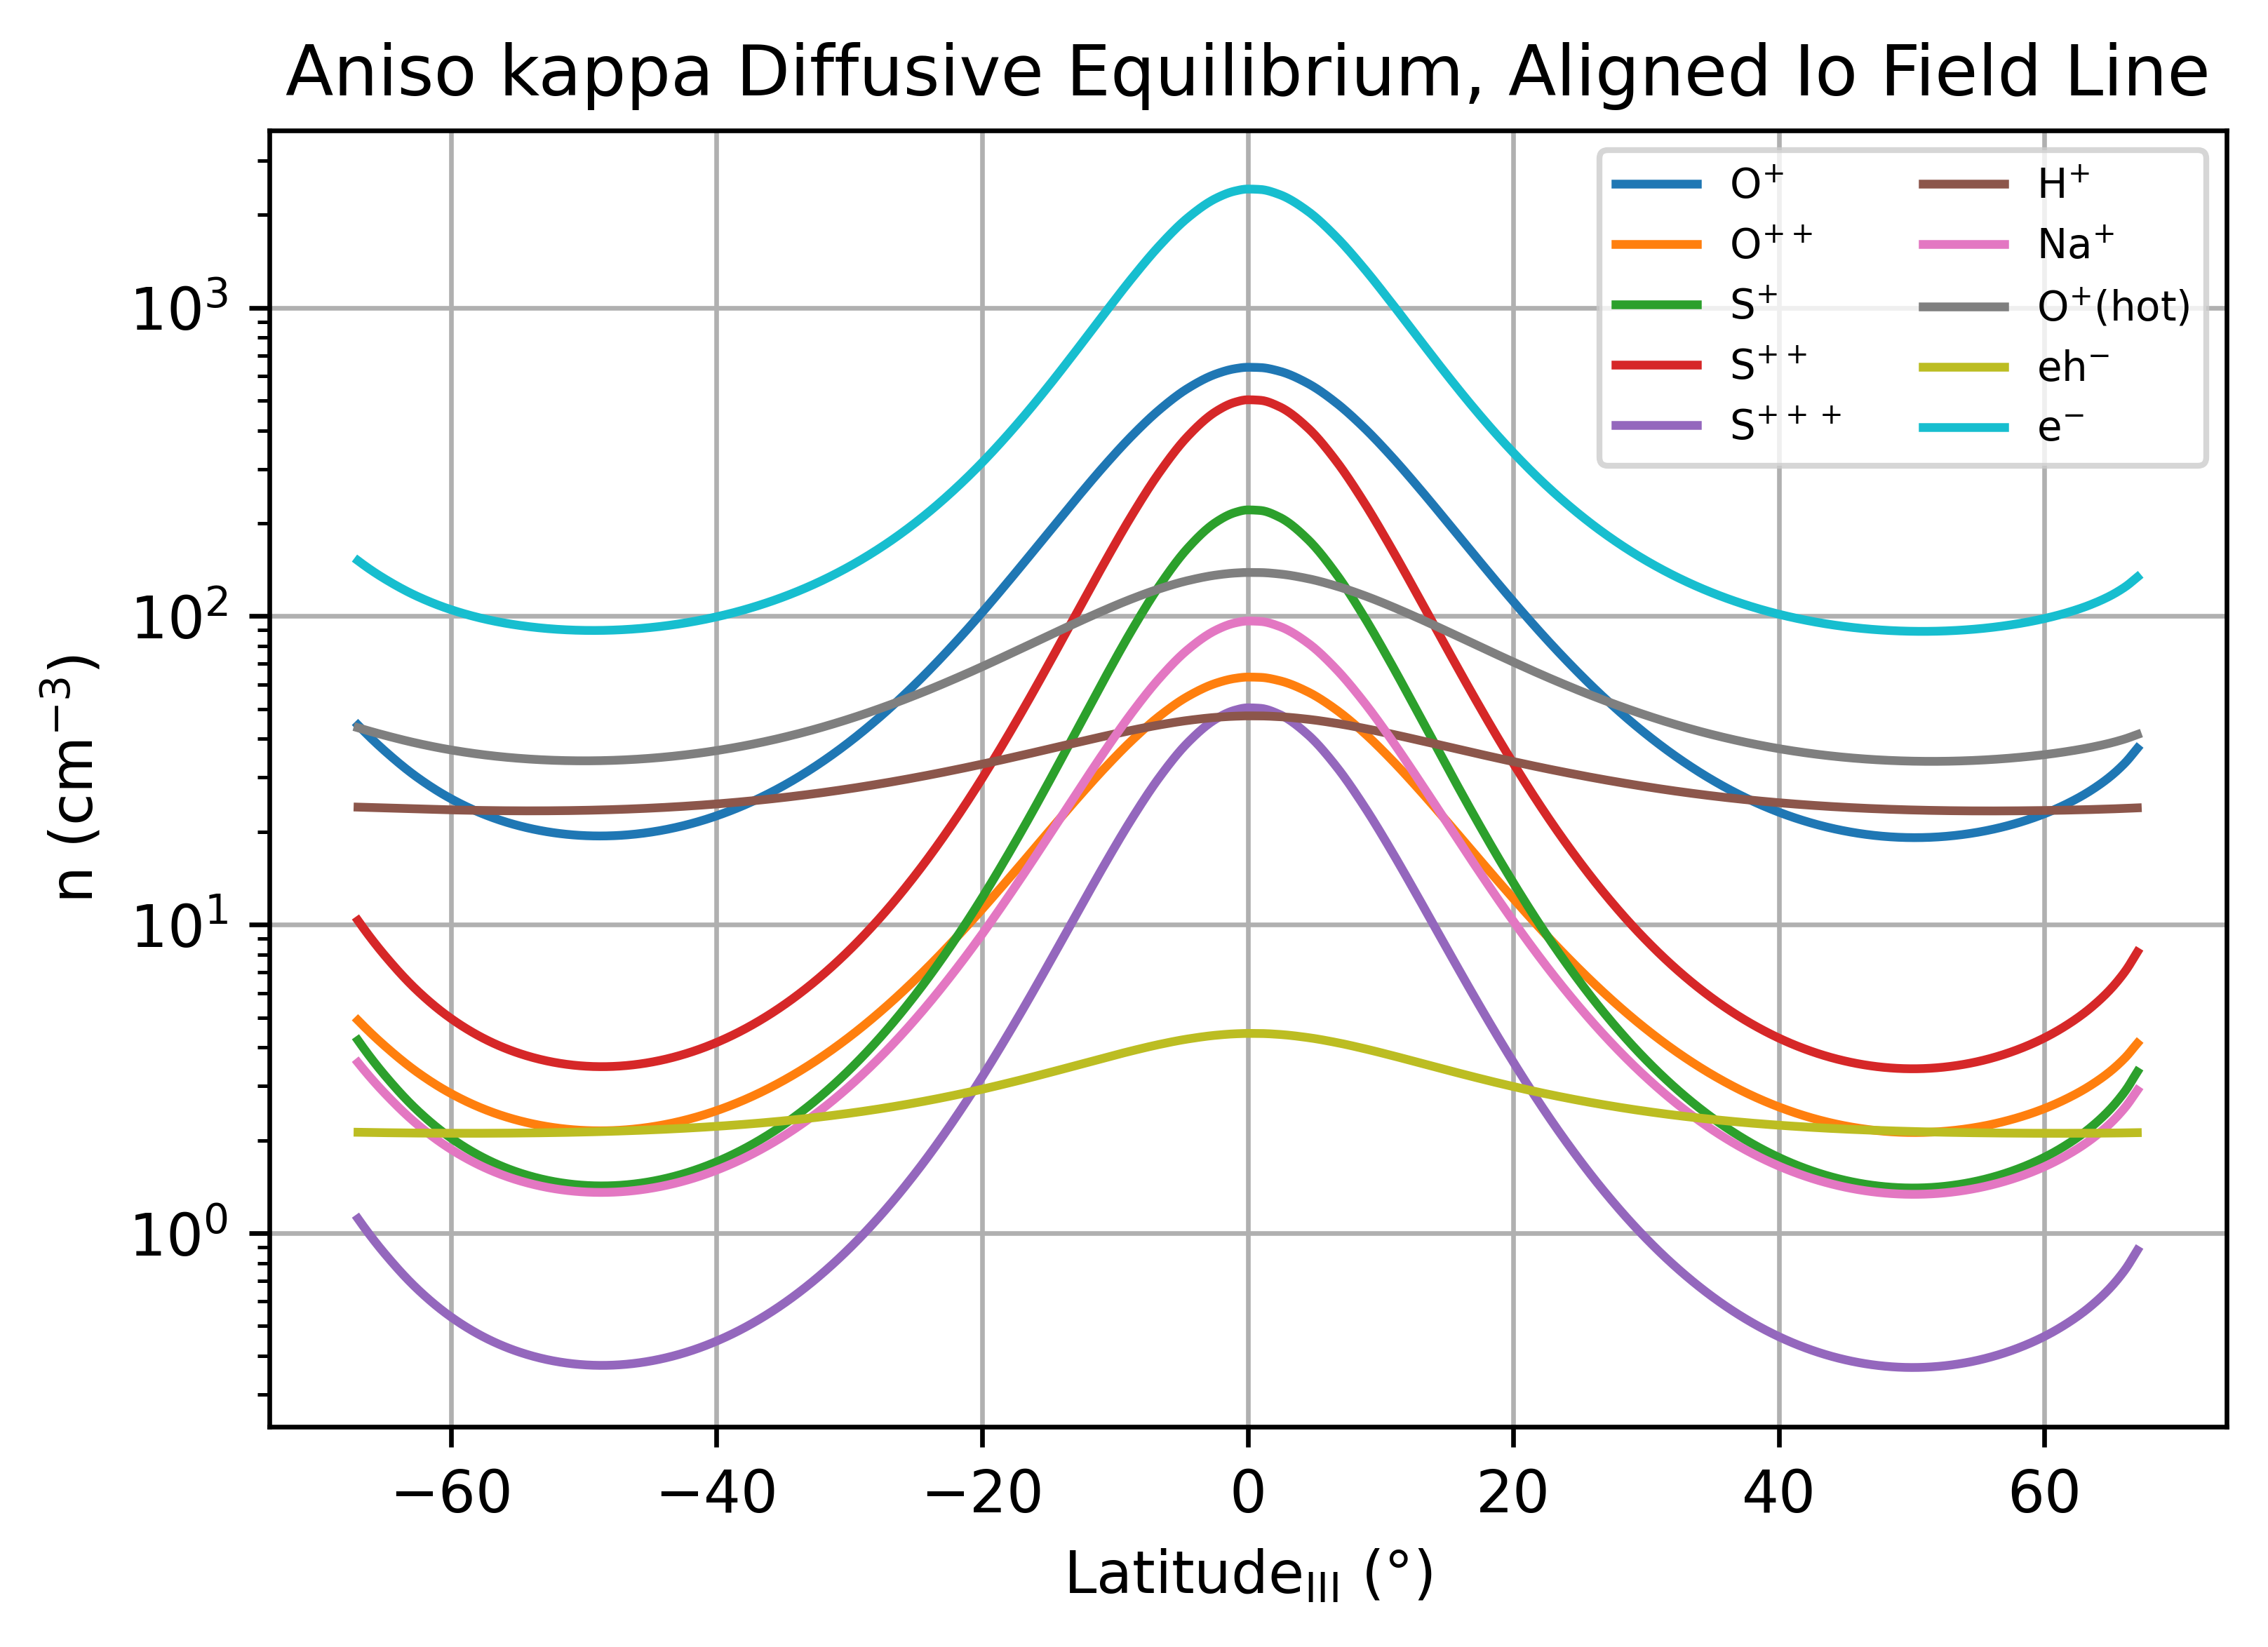 Aniso kappa Diffusive Equilibrium, Aligned Io Field Line
n (cm⁻³)
10³
10²
10¹
10⁰
O⁺
O⁺⁺
S⁺
S⁺⁺
S⁺⁺⁺
H⁺
Na⁺
O⁺(hot)
eh⁻
e⁻
−60 −40 −20 0 20 40 60
Latitude_III (°)